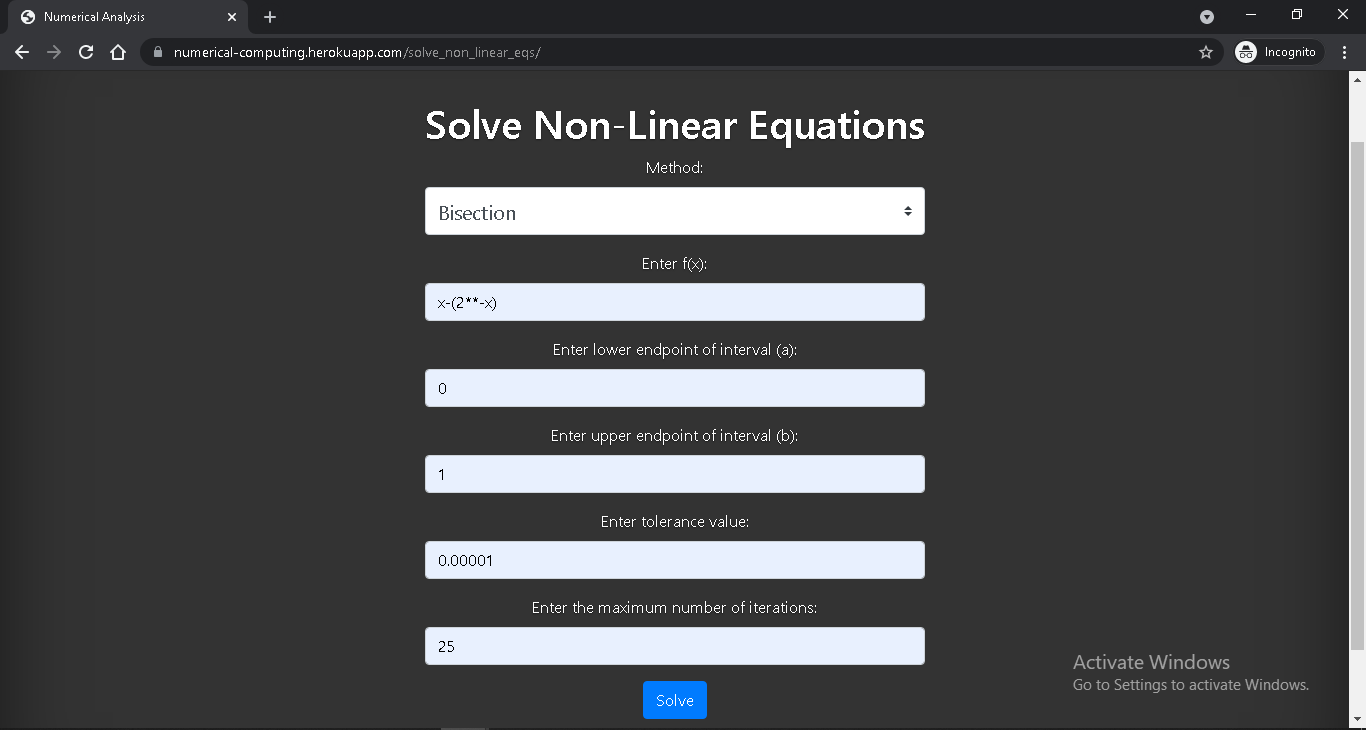 Numerical Analysis
numerical-computing.herokuapp.com/solve_non_linear_eqs/
Incognito
Solve Non-Linear Equations
Method:
Bisection
Enter f(x):
x-(2**-x)
Enter lower endpoint of interval (a):
0
Enter upper endpoint of interval (b):
1
Enter tolerance value:
0.00001
Enter the maximum number of iterations:
25
Solve
Activate Windows
Go to Settings to activate Windows.